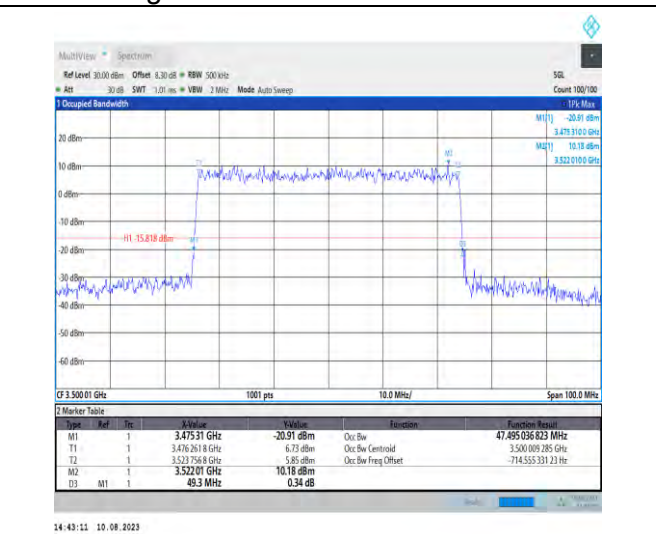 MultiView Spectrum
Ref Level 30.00 dBm Offset 8.30 dB RBW 500 kHz SGL
Att 30 dB SWT 1.01 ms VBW 2 MHz Mode Auto Sweep Count 100/100
1 Occupied Bandwidth 1Pk Max
M1[1] -20.91 dBm
3.475 310 0 GHz
20 dBm
M2[1] 10.18 dBm
3.522 010 0 GHz
M2
T1
T2
10 dBm
0 dBm
-10 dBm
H1 -15.818 dBm
M1
D3
-20 dBm
-30 dBm
-40 dBm
-50 dBm
-60 dBm
CF 3.500 01 GHz 1001 pts 10.0 MHz/ Span 100.0 MHz
2 Marker Table
Type Ref Trc X-Value Y-Value Function Function Result
M1 1 3.475 31 GHz -20.91 dBm Occ Bw 47.495 036 823 MHz
T1 1 3.476 261 8 GHz 6.73 dBm Occ Bw Centroid 3.500 009 285 GHz
T2 1 3.523 756 8 GHz 5.85 dBm Occ Bw Freq Offset -714.555 331 23 Hz
M2 1 3.522 01 GHz 10.18 dBm
D3 M1 1 49.3 MHz 0.34 dB
14:43:11 10.08.2023